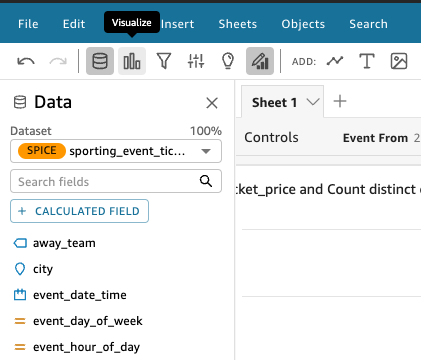 File Edit Insert Sheets Objects Search
Visualize
ADD:
Data
Dataset 100%
SPICE sporting_event_tic...
Search fields
+ CALCULATED FIELD
away_team
city
event_date_time
event_day_of_week
event_hour_of_day
Sheet 1
Controls Event From 2
cket_price and Count distinct